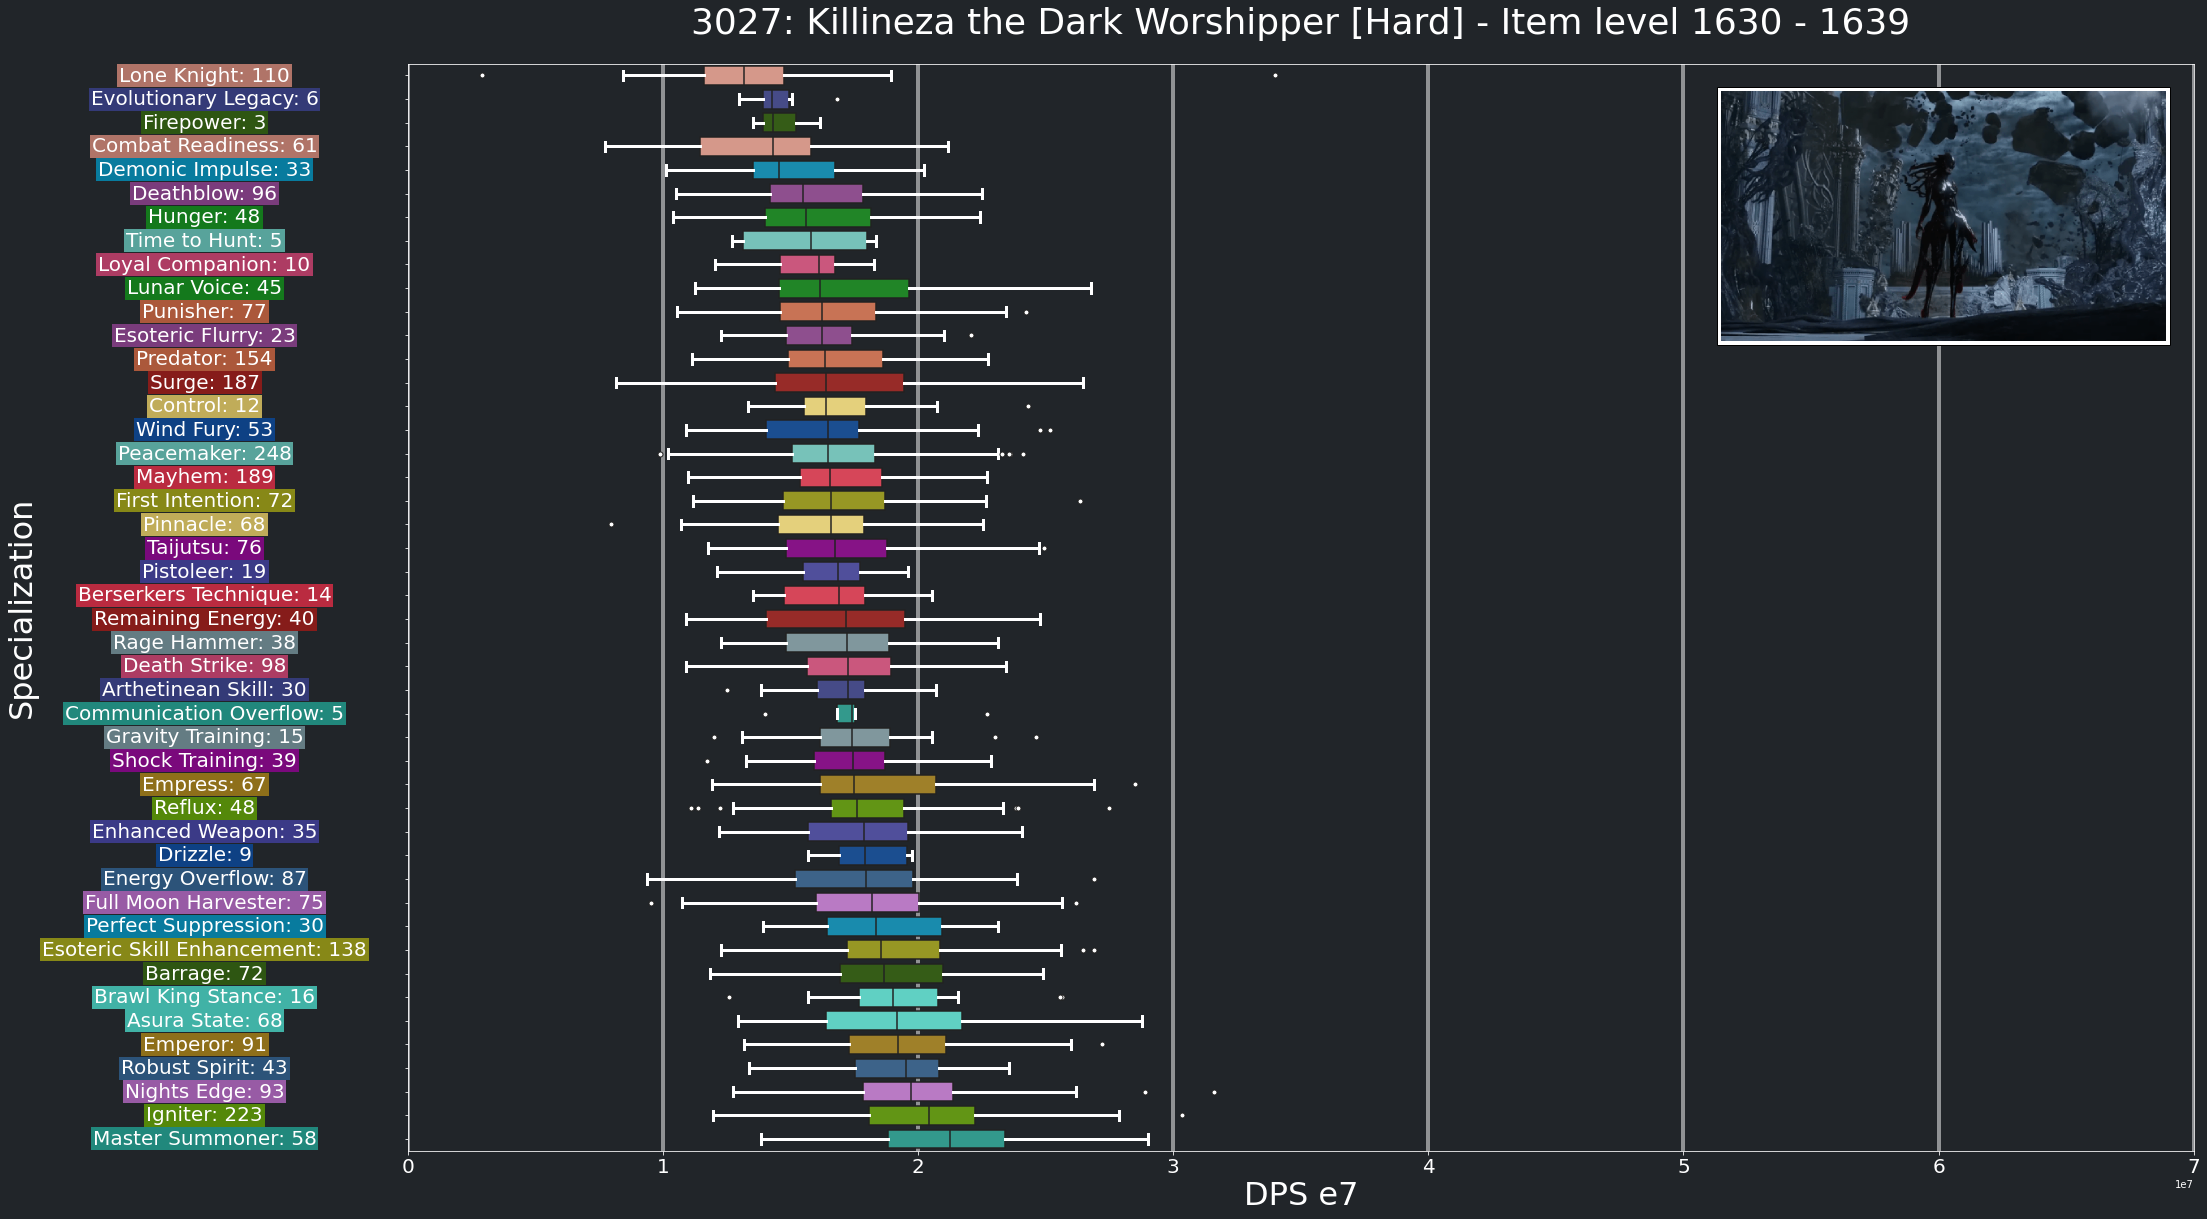 3027: Killineza the Dark Worshipper [Hard] - Item level 1630 - 1639
Specialization
Lone Knight: 110
Evolutionary Legacy: 6
Firepower: 3
Combat Readiness: 61
Demonic Impulse: 33
Deathblow: 96
Hunger: 48
Time to Hunt: 5
Loyal Companion: 10
Lunar Voice: 45
Punisher: 77
Esoteric Flurry: 23
Predator: 154
Surge: 187
Control: 12
Wind Fury: 53
Peacemaker: 248
Mayhem: 189
First Intention: 72
Pinnacle: 68
Taijutsu: 76
Pistoleer: 19
Berserkers Technique: 14
Remaining Energy: 40
Rage Hammer: 38
Death Strike: 98
Arthetinean Skill: 30
Communication Overflow: 5
Gravity Training: 15
Shock Training: 39
Empress: 67
Reflux: 48
Enhanced Weapon: 35
Drizzle: 9
Energy Overflow: 87
Full Moon Harvester: 75
Perfect Suppression: 30
Esoteric Skill Enhancement: 138
Barrage: 72
Brawl King Stance: 16
Asura State: 68
Emperor: 91
Robust Spirit: 43
Nights Edge: 93
Igniter: 223
Master Summoner: 58
0 1 2 3 4 5 6 7
1e7
DPS e7